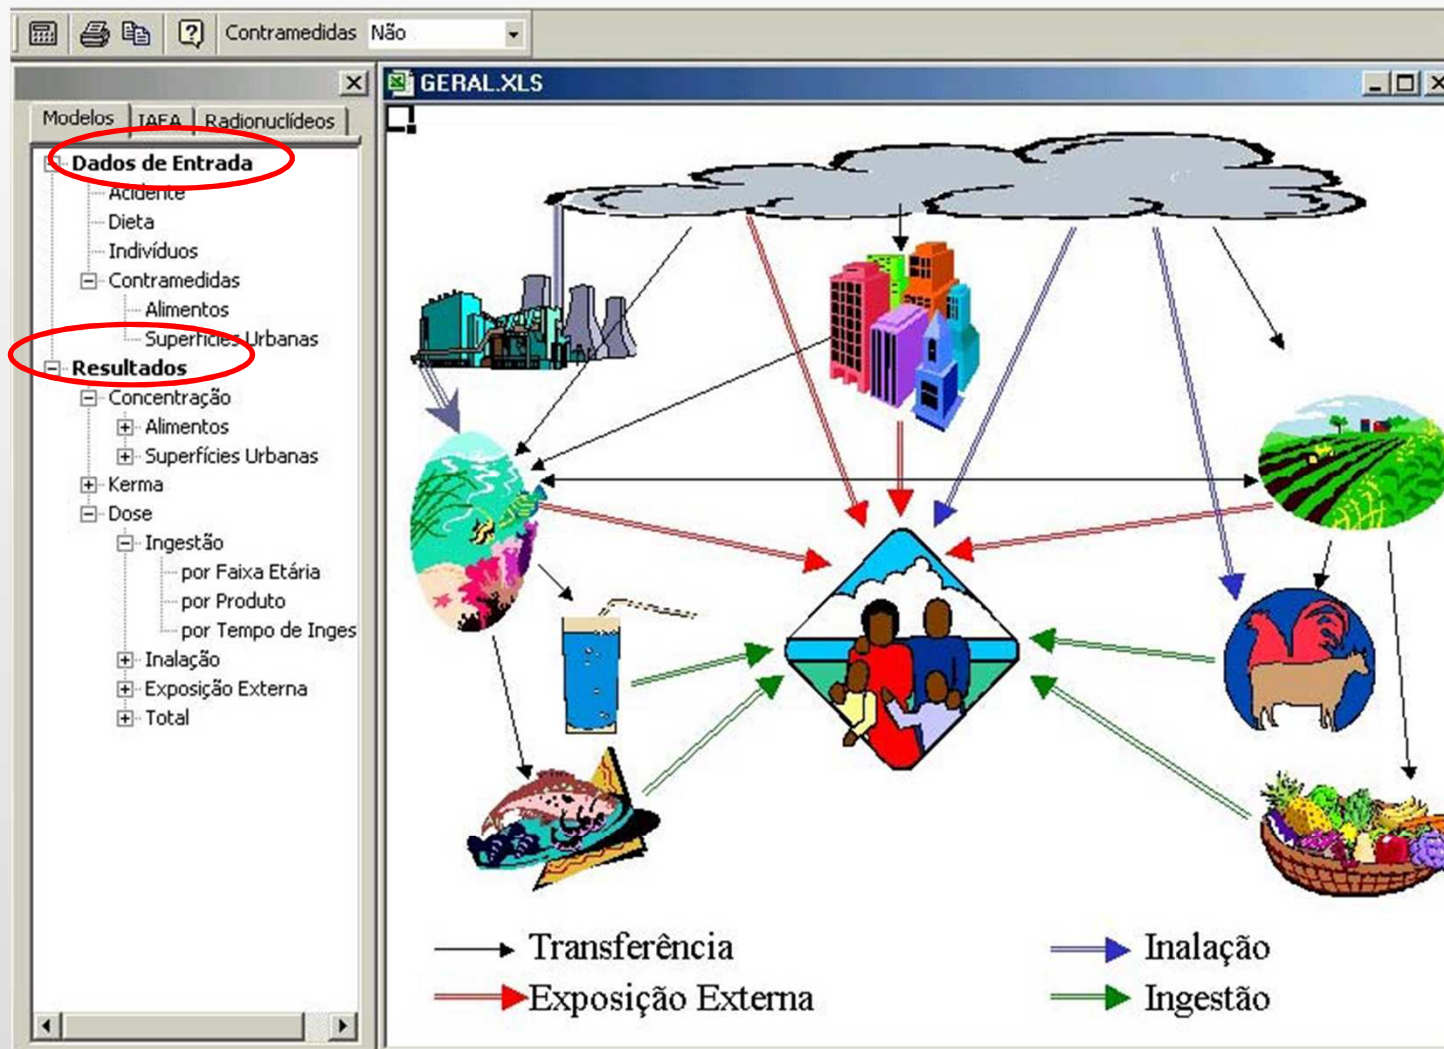 Contramedidas Não
GERAL.XLS
Modelos IAEA Radionuclídeos
Dados de Entrada
Acidente
Dieta
Indivíduos
Contramedidas
Alimentos
Superfícies Urbanas
Resultados
Concentração
Alimentos
Superfícies Urbanas
Kerma
Dose
Ingestão
por Faixa Etária
por Produto
por Tempo de Inges
Inalação
Exposição Externa
Total
Transferência
Inalação
Exposição Externa
Ingestão